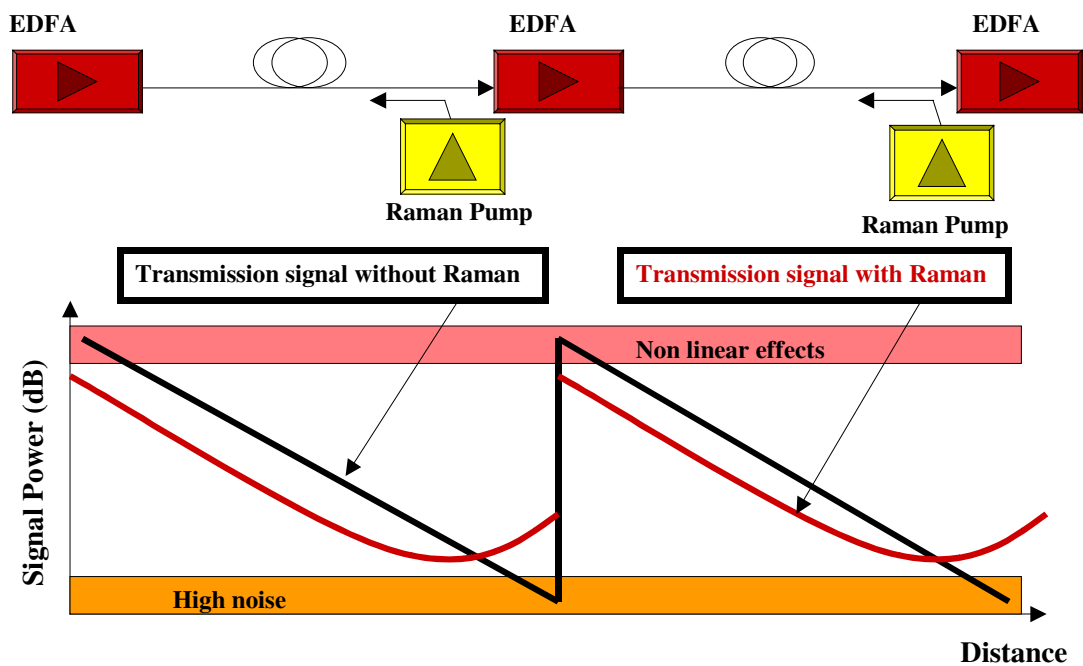 EDFA
EDFA
EDFA
Raman Pump
Raman Pump
Transmission signal without Raman
Transmission signal with Raman
Non linear effects
Signal Power (dB)
High noise
Distance